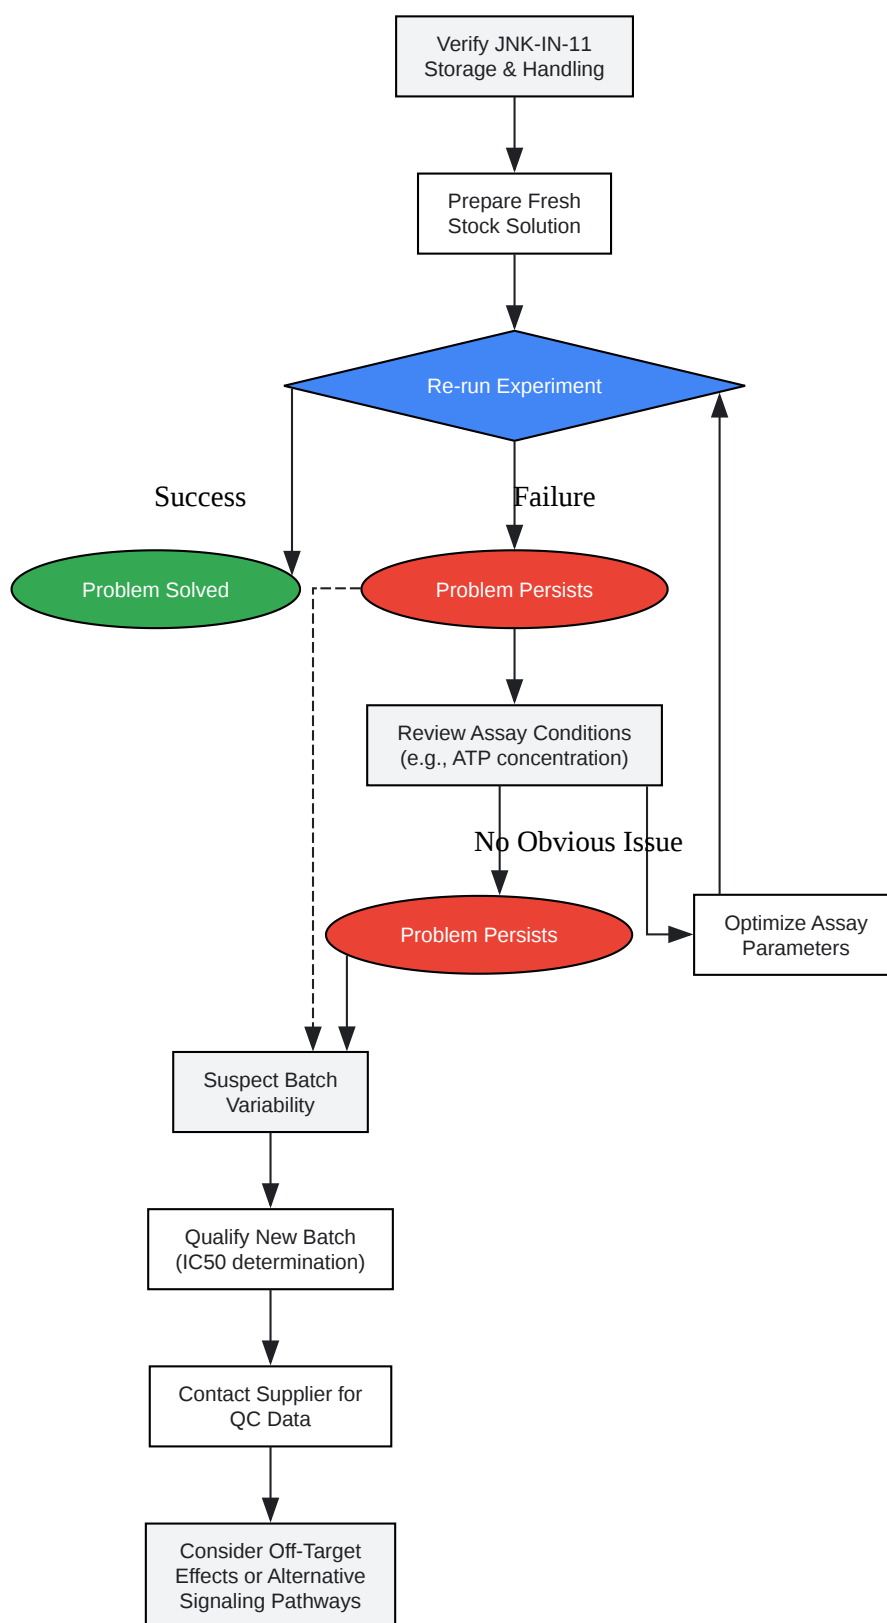 Verify JNK-IN-11
Storage & Handling
Prepare Fresh
Stock Solution
Re-run Experiment
Success
Failure
Problem Solved
Problem Persists
Review Assay Conditions
(e.g., ATP concentration)
No Obvious Issue
Problem Persists
Optimize Assay
Parameters
Suspect Batch
Variability
Qualify New Batch
(IC50 determination)
Contact Supplier for
QC Data
Consider Off-Target
Effects or Alternative
Signaling Pathways